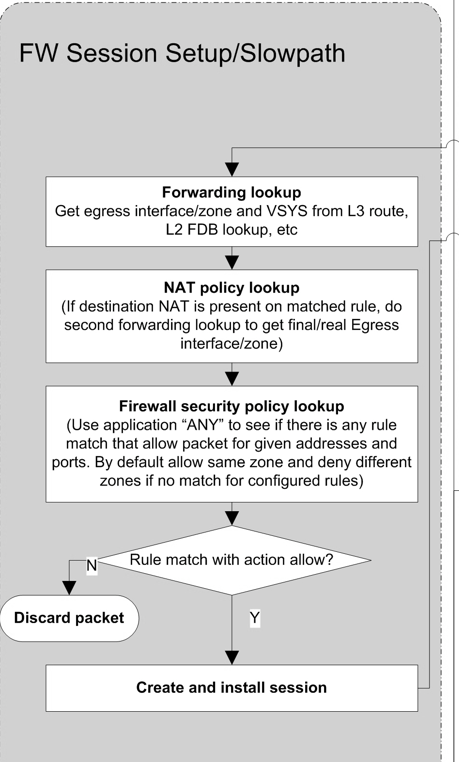 FW Session Setup/Slowpath
Forwarding lookup
Get egress interface/zone and VSYS from L3 route,
L2 FDB lookup, etc
NAT policy lookup
(If destination NAT is present on matched rule, do
second forwarding lookup to get final/real Egress
interface/zone)
Firewall security policy lookup
(Use application “ANY” to see if there is any rule
match that allow packet for given addresses and
ports. By default allow same zone and deny different
zones if no match for configured rules)
Rule match with action allow?
N
Discard packet
Y
Create and install session